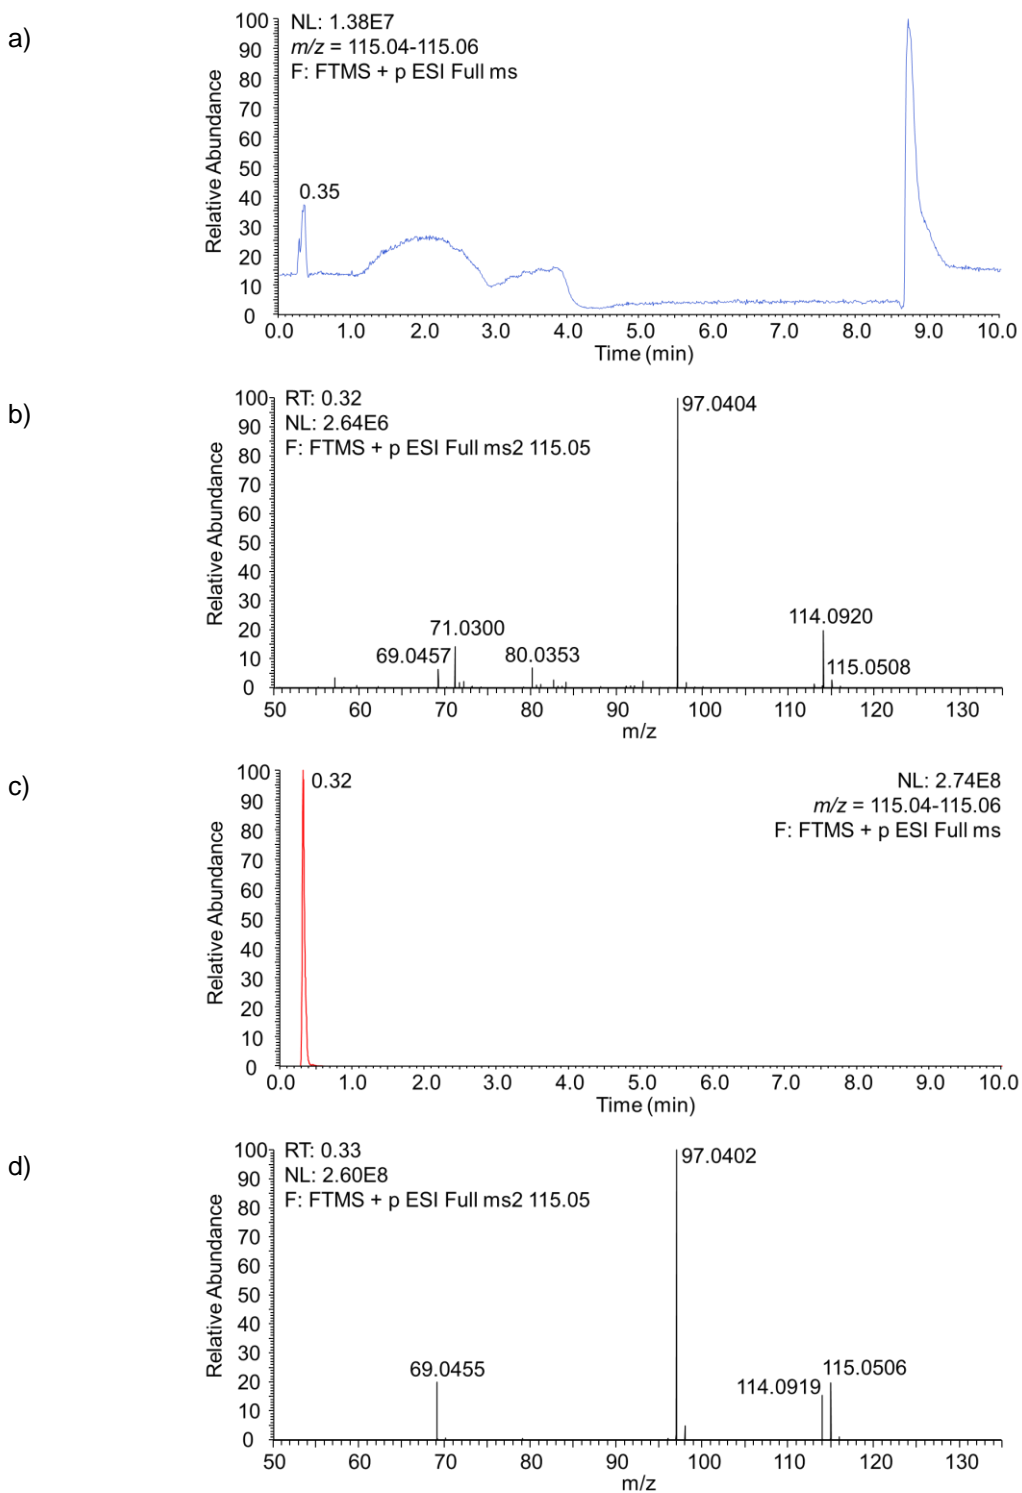 a)
NL: 1.38E7
m/z = 115.04-115.06
F: FTMS + p ESI Full ms
Relative Abundance
100
90
80
70
60
50
40
30
20
10
0
0.35
0.0 1.0 2.0 3.0 4.0 5.0 6.0 7.0 8.0 9.0 10.0
Time (min)
b)
RT: 0.32
NL: 2.64E6
F: FTMS + p ESI Full ms2 115.05
Relative Abundance
100
90
80
70
60
50
40
30
20
10
0
97.0404
114.0920
71.0300
69.0457
80.0353
115.0508
50 60 70 80 90 100 110 120 130
m/z
c)
NL: 2.74E8
m/z = 115.04-115.06
F: FTMS + p ESI Full ms
Relative Abundance
100
90
80
70
60
50
40
30
20
10
0
0.32
0.0 1.0 2.0 3.0 4.0 5.0 6.0 7.0 8.0 9.0 10.0
Time (min)
d)
RT: 0.33
NL: 2.60E8
F: FTMS + p ESI Full ms2 115.05
Relative Abundance
100
90
80
70
60
50
40
30
20
10
0
97.0402
69.0455
115.0506
114.0919
50 60 70 80 90 100 110 120 130
m/z